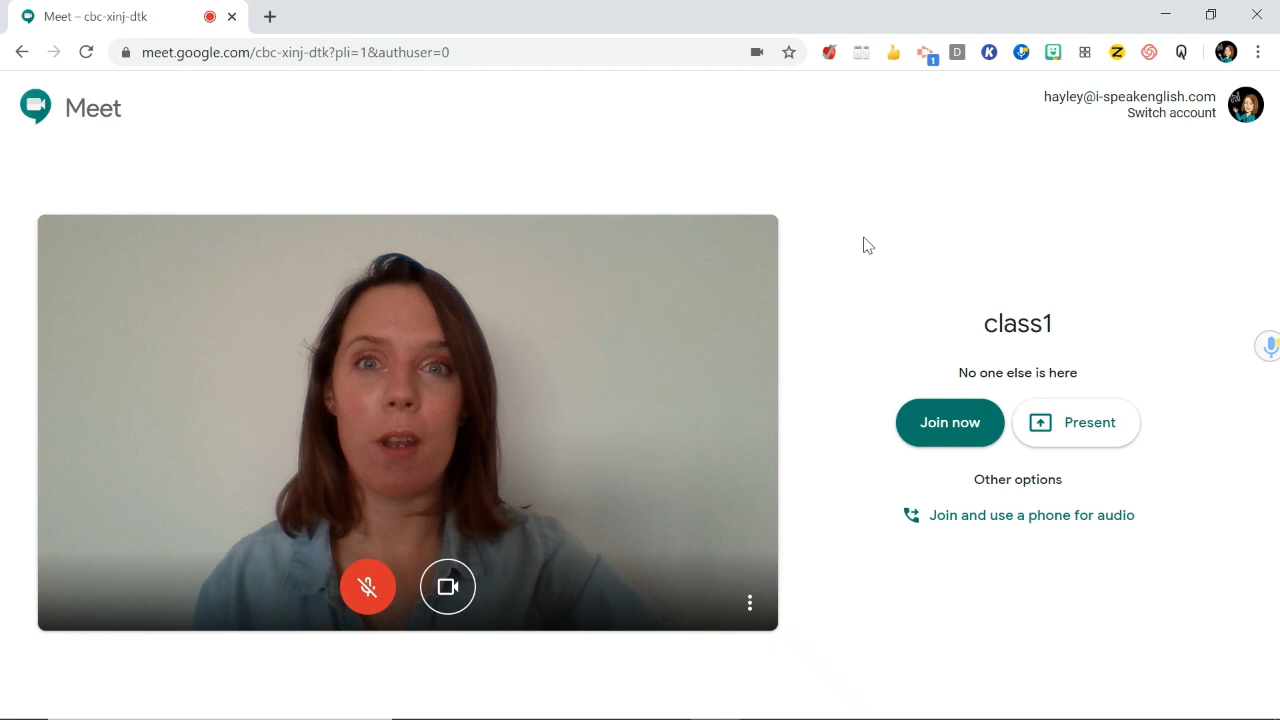 Meet – cbc-xinj-dtk
meet.google.com/cbc-xinj-dtk?pli=1&authuser=0
1
D
K
Z
Q
Meet
hayley@i-speakenglish.com
Switch account
class1
No one else is here
Join now
Present
Other options
Join and use a phone for audio